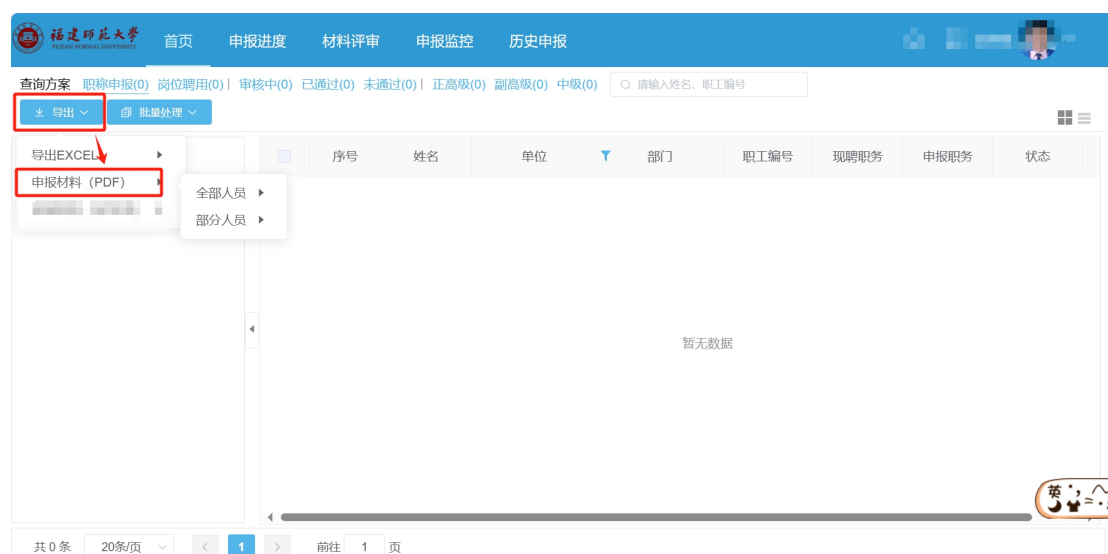 福建师范大学 首页 申报进度 材料评审 申报监控 历史申报
FUJIAN NORMAL UNIVERSITY
查询方案 职称申报(0) 岗位聘用(0) | 审核中(0) 已通过(0) 未通过(0) | 正高级(0) 副高级(0) 中级(0) 请输入姓名、职工编号
导出 批量处理
导出EXCEL
序号 姓名 单位 部门 职工编号 现聘职务 申报职务 状态
申报材料（PDF）
全部人员
部分人员
暂无数据
英
共 0 条 20条/页 < 1 > 前往 1 页